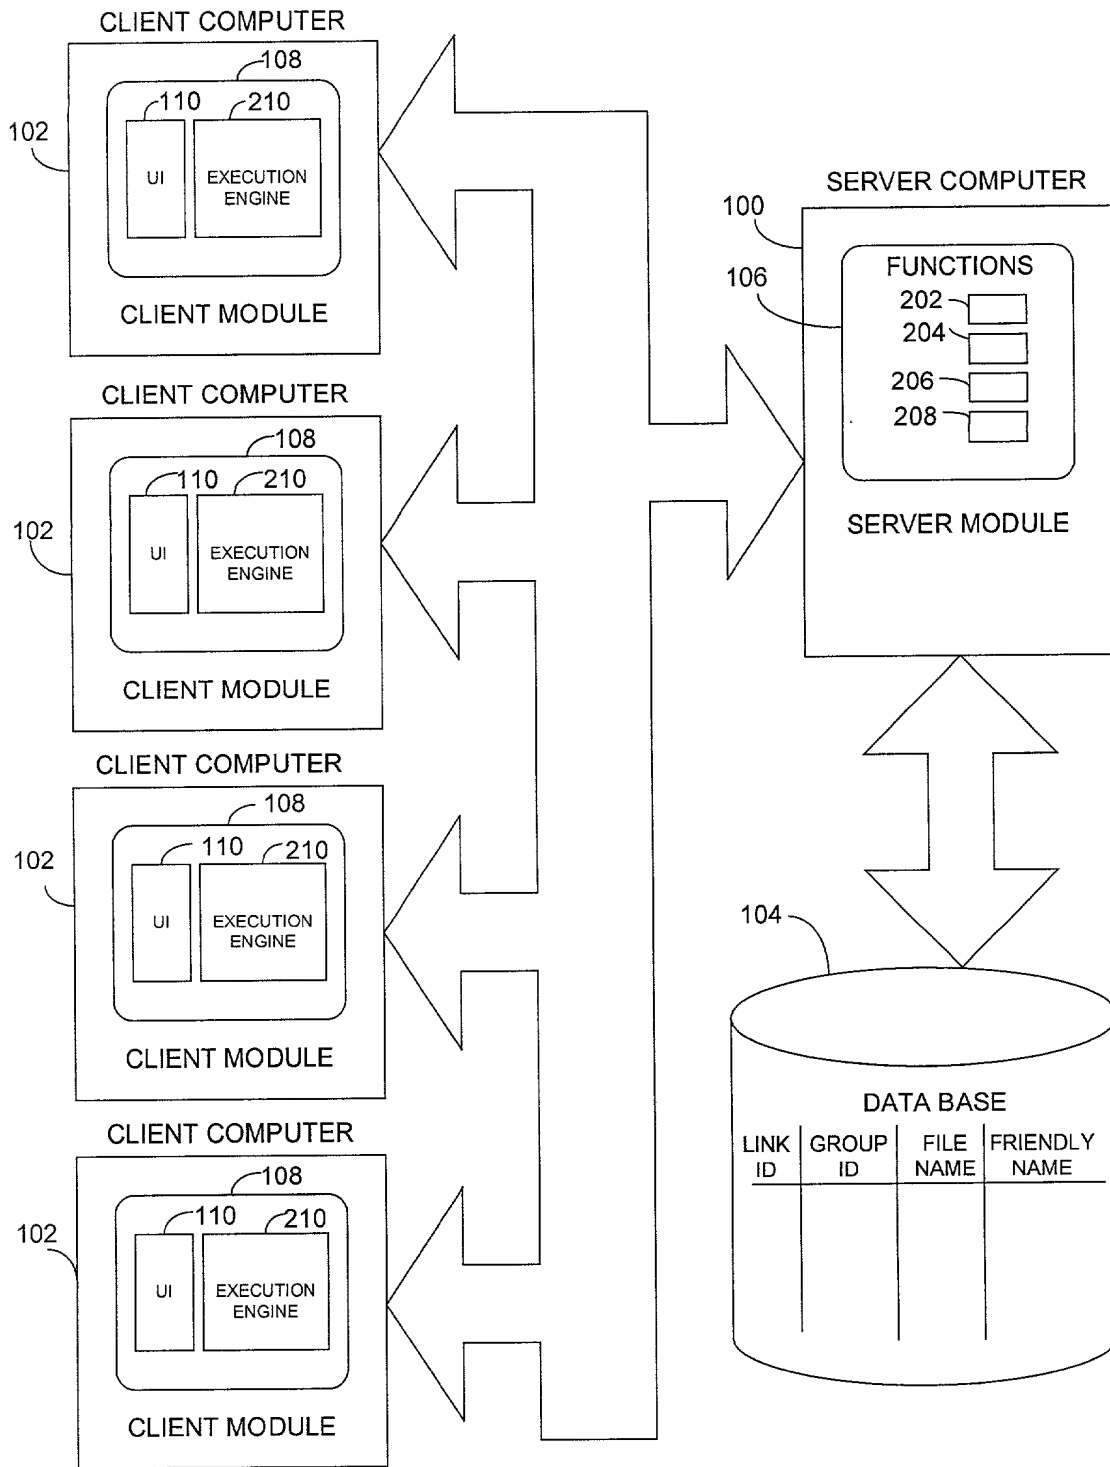 CLIENT COMPUTER
108
110 210
102
UI
EXECUTION
ENGINE
CLIENT MODULE
CLIENT COMPUTER
108
110 210
102
UI
EXECUTION
ENGINE
CLIENT MODULE
CLIENT COMPUTER
108
110 210
102
UI
EXECUTION
ENGINE
CLIENT MODULE
CLIENT COMPUTER
108
110 210
102
UI
EXECUTION
ENGINE
CLIENT MODULE
SERVER COMPUTER
100
106
FUNCTIONS
202
204
206
208
SERVER MODULE
104
DATA BASE
LINK ID
GROUP ID
FILE NAME
FRIENDLY NAME